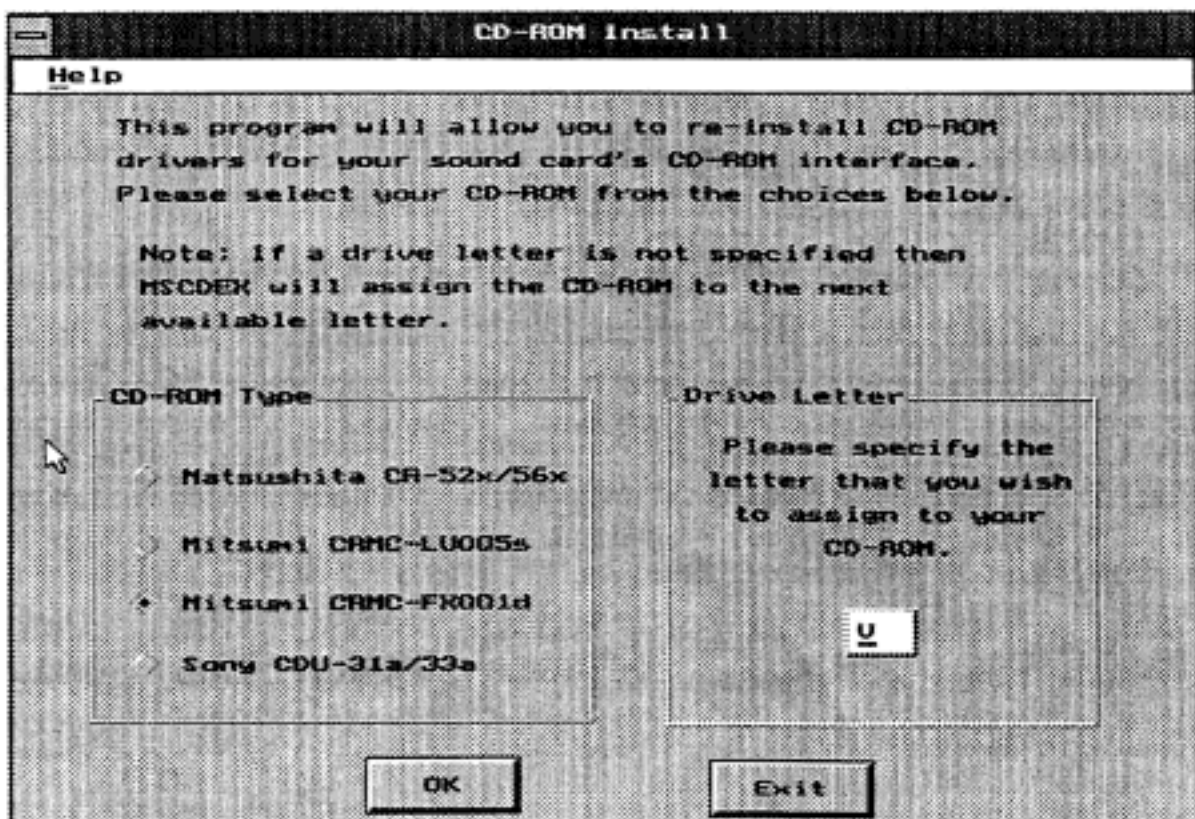 CD-ROM Install
Help
This program will allow you to re-install CD-ROM
drivers for your sound card's CD-ROM interface.
Please select your CD-ROM from the choices below.
Note: If a drive letter is not specified then
MSCDEX will assign the CD-ROM to the next
available letter.
CD-ROM Type
Matsushita CR-52x/56x
Mitsumi CRMC-LU005s
Mitsumi CRMC-FX001d
Sony CDU-31a/33a
Drive Letter
Please specify the
letter that you wish
to assign to your
CD-ROM.
OK
Exit